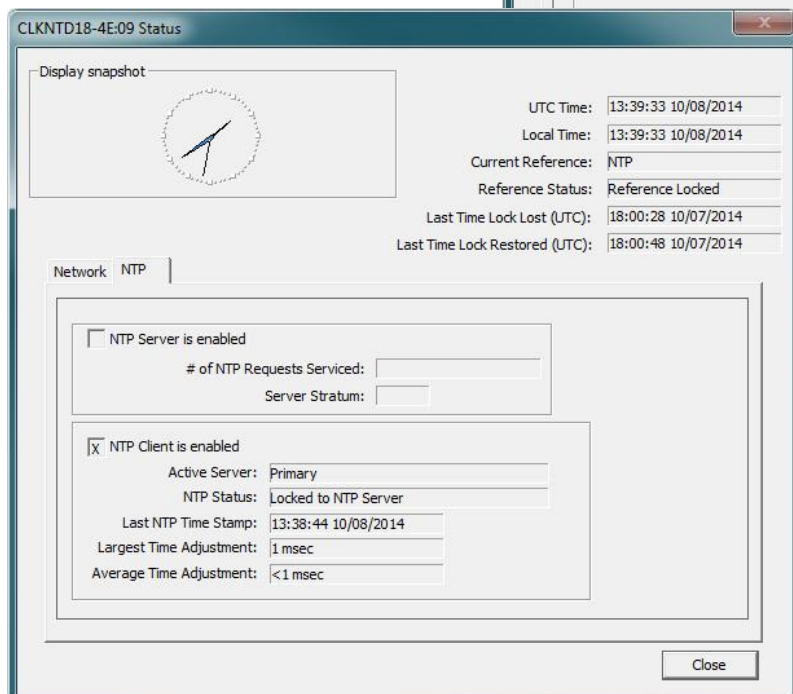 CLKNTD18-4E:09 Status
Display snapshot
UTC Time: 13:39:33 10/08/2014
Local Time: 13:39:33 10/08/2014
Current Reference: NTP
Reference Status: Reference Locked
Last Time Lock Lost (UTC): 18:00:28 10/07/2014
Last Time Lock Restored (UTC): 18:00:48 10/07/2014
Network NTP
NTP Server is enabled
# of NTP Requests Serviced:
Server Stratum:
X NTP Client is enabled
Active Server: Primary
NTP Status: Locked to NTP Server
Last NTP Time Stamp: 13:38:44 10/08/2014
Largest Time Adjustment: 1 msec
Average Time Adjustment: <1 msec
Close